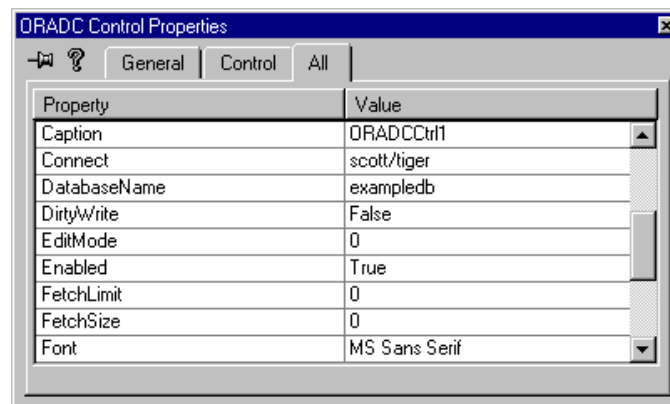 ORADC Control Properties
General Control All
Property Value
Caption ORADCCtrl1
Connect scott/tiger
DatabaseName exampledb
DirtyWrite False
EditMode 0
Enabled True
FetchLimit 0
FetchSize 0
Font MS Sans Serif